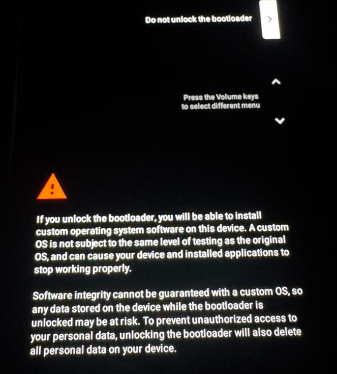 Do not unlock the bootloader
Press the Volume keys
to select different menu
If you unlock the bootloader, you will be able to install
custom operating system software on this device. A custom
OS is not subject to the same level of testing as the original
OS, and can cause your device and installed applications to
stop working properly.
Software integrity cannot be guaranteed with a custom OS, so
any data stored on the device while the bootloader is
unlocked may be at risk. To prevent unauthorized access to
your personal data, unlocking the bootloader will also delete
all personal data on your device.